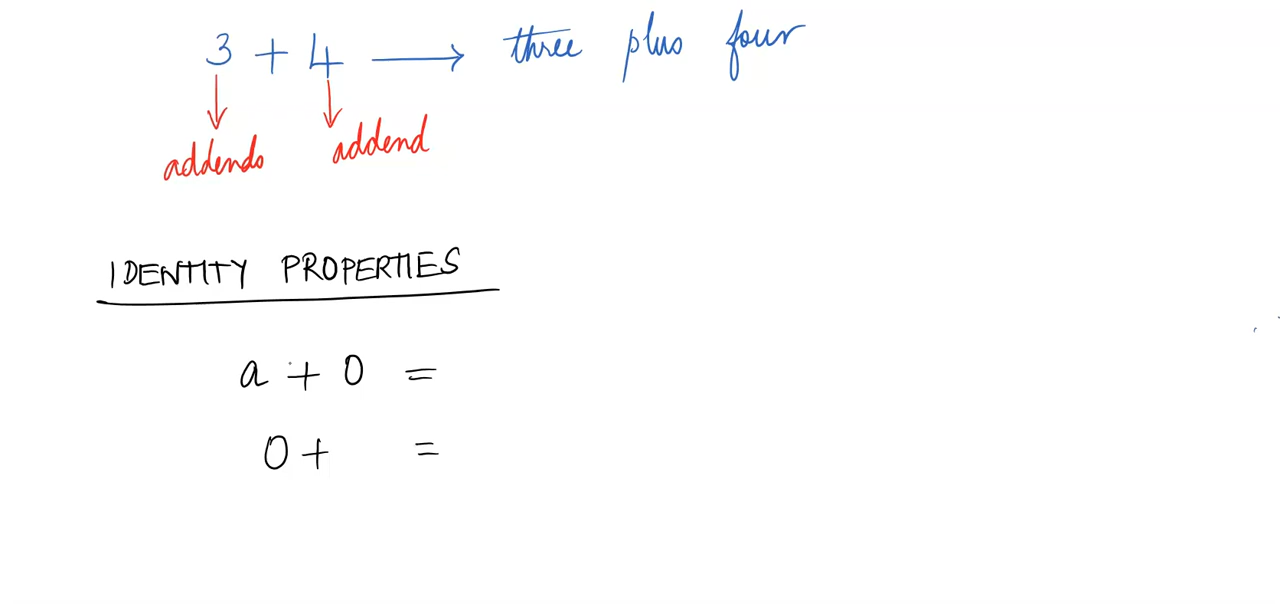 3 + 4 ⟶ three plus four
addends addend
IDENTITY PROPERTIES
a + 0 =
0 + =